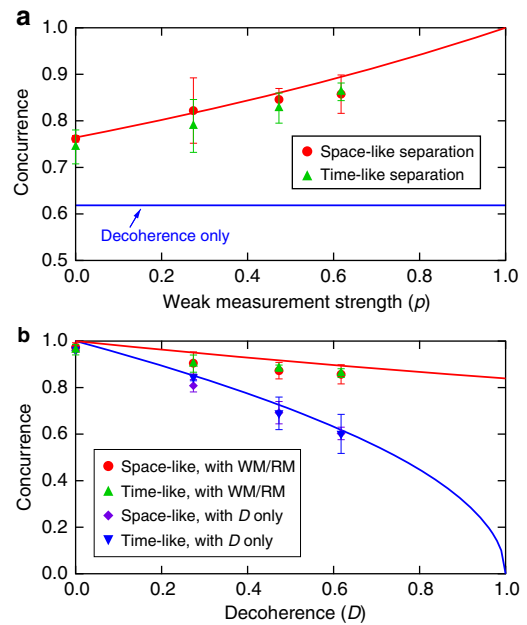 a
1.0
0.9
0.8
0.7
0.6
0.5
Concurrence
Space-like separation
Time-like separation
Decoherence only
0.0 0.2 0.4 0.6 0.8 1.0
Weak measurement strength (p)
b
1.0
0.8
0.6
0.4
0.2
0.0
Concurrence
Space-like, with WM/RM
Time-like, with WM/RM
Space-like, with D only
Time-like, with D only
0.0 0.2 0.4 0.6 0.8 1.0
Decoherence (D)